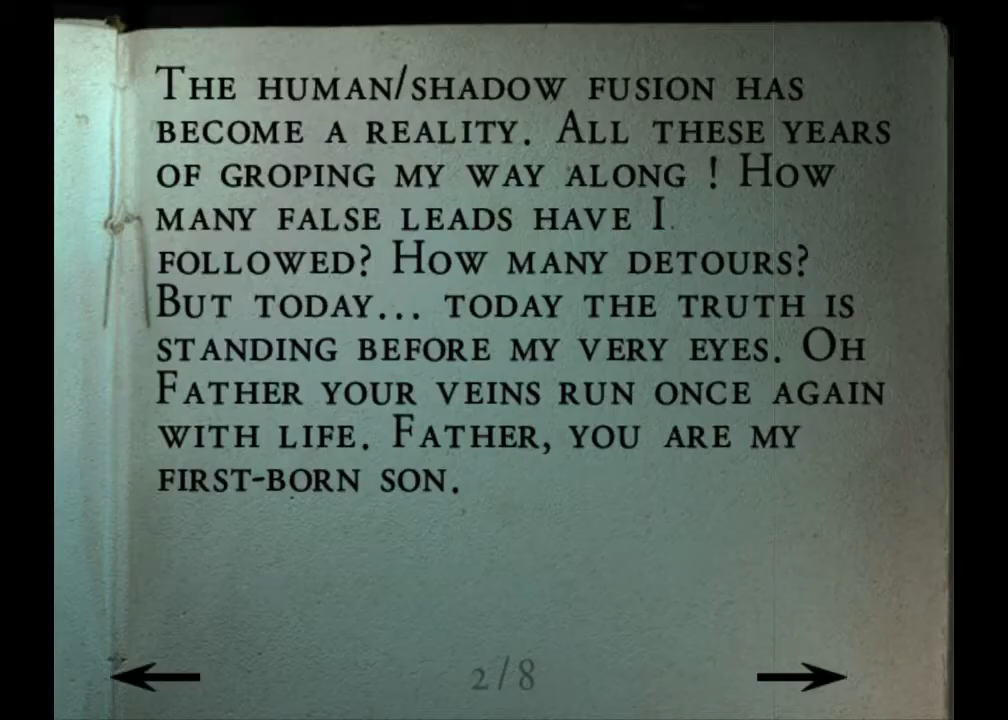 The human/shadow fusion has
become a reality. All these years
of groping my way along ! How
many false leads have I
followed? How many detours?
But today... today the truth is
standing before my very eyes. Oh
Father your veins run once again
with life. Father, you are my
first-born son.
2/8